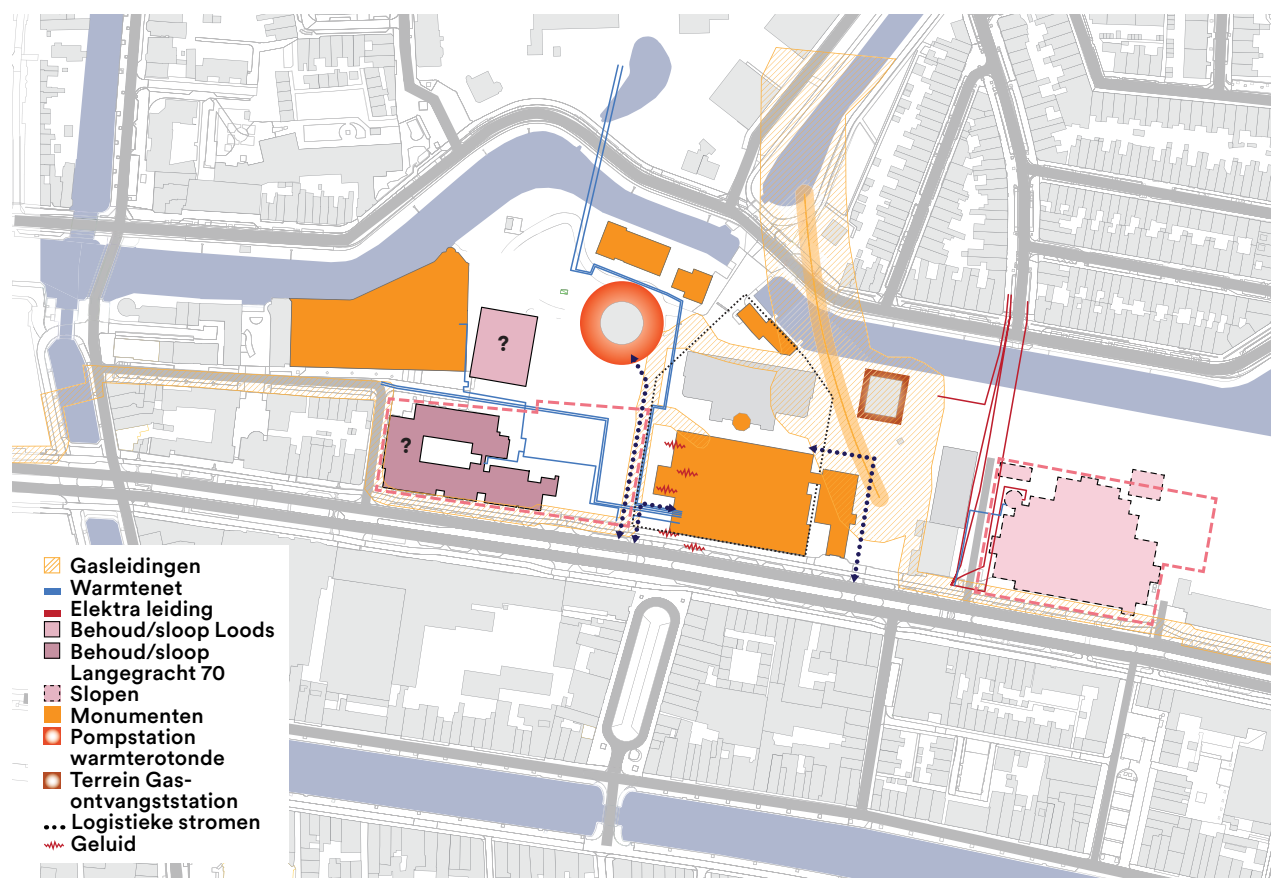 ?
?
Gasleidingen
Warmtenet
Elektra leiding
Behoud/sloop Loods
Behoud/sloop
Langegracht 70
Slopen
Monumenten
Pompstation
warmterotonde
Terrein Gas-
ontvangststation
Logistieke stromen
Geluid